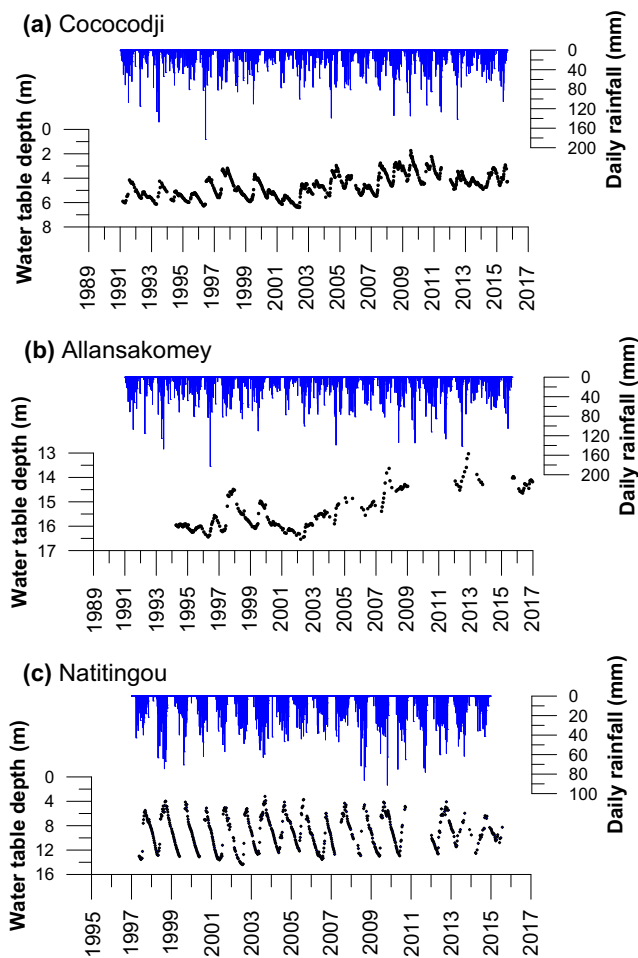 (a) Cococodji
Water table depth (m)
0
2
4
6
8
0
40
80
120
160
200
Daily rainfall (mm)
1989 1991 1993 1995 1997 1999 2001 2003 2005 2007 2009 2011 2013 2015 2017
(b) Allansakomey
Water table depth (m)
13
14
15
16
17
0
40
80
120
160
200
Daily rainfall (mm)
1989 1991 1993 1995 1997 1999 2001 2003 2005 2007 2009 2011 2013 2015 2017
(c) Natitingou
Water table depth (m)
0
4
8
12
16
0
20
40
60
80
100
Daily rainfall (mm)
1995 1997 1999 2001 2003 2005 2007 2009 2011 2013 2015 2017